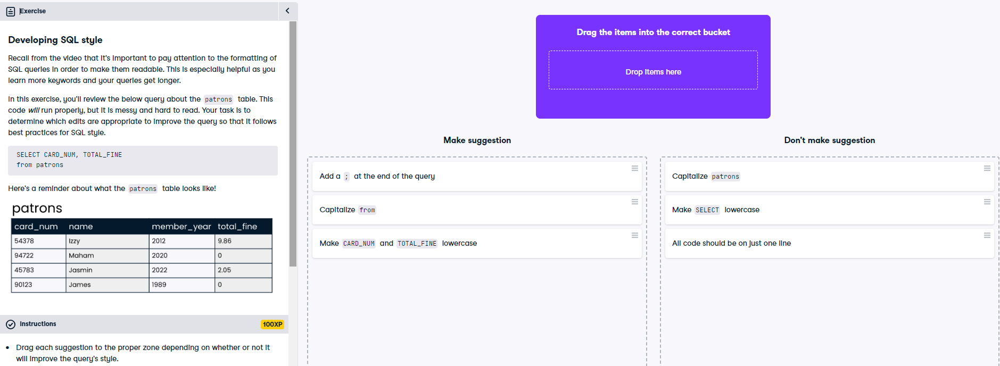 Exercise
Developing SQL style
Recall from the video that it's important to pay attention to the formatting of
SQL queries in order to make them readable. This is especially helpful as you
learn more keywords and your queries get longer.
In this exercise, you'll review the below query about the patrons table. This
code will run properly, but it is messy and hard to read. Your task is to
determine which edits are appropriate to improve the query so that it follows
best practices for SQL style.
SELECT CARD_NUM, TOTAL_FINE
from patrons
Here's a reminder about what the patrons table looks like!
patrons
card_num name member_year total_fine
54378 Izzy 2012 9.86
94722 Maham 2020 0
45783 Jasmin 2022 2.05
90123 James 1989 0
Instructions
100XP
• Drag each suggestion to the proper zone depending on whether or not it
will improve the query's style.
Drag the items into the correct bucket
Drop items here
Make suggestion
Add a ; at the end of the query
Capitalize from
Make CARD_NUM and TOTAL_FINE lowercase
Don't make suggestion
Capitalize patrons
Make SELECT lowercase
All code should be on just one line